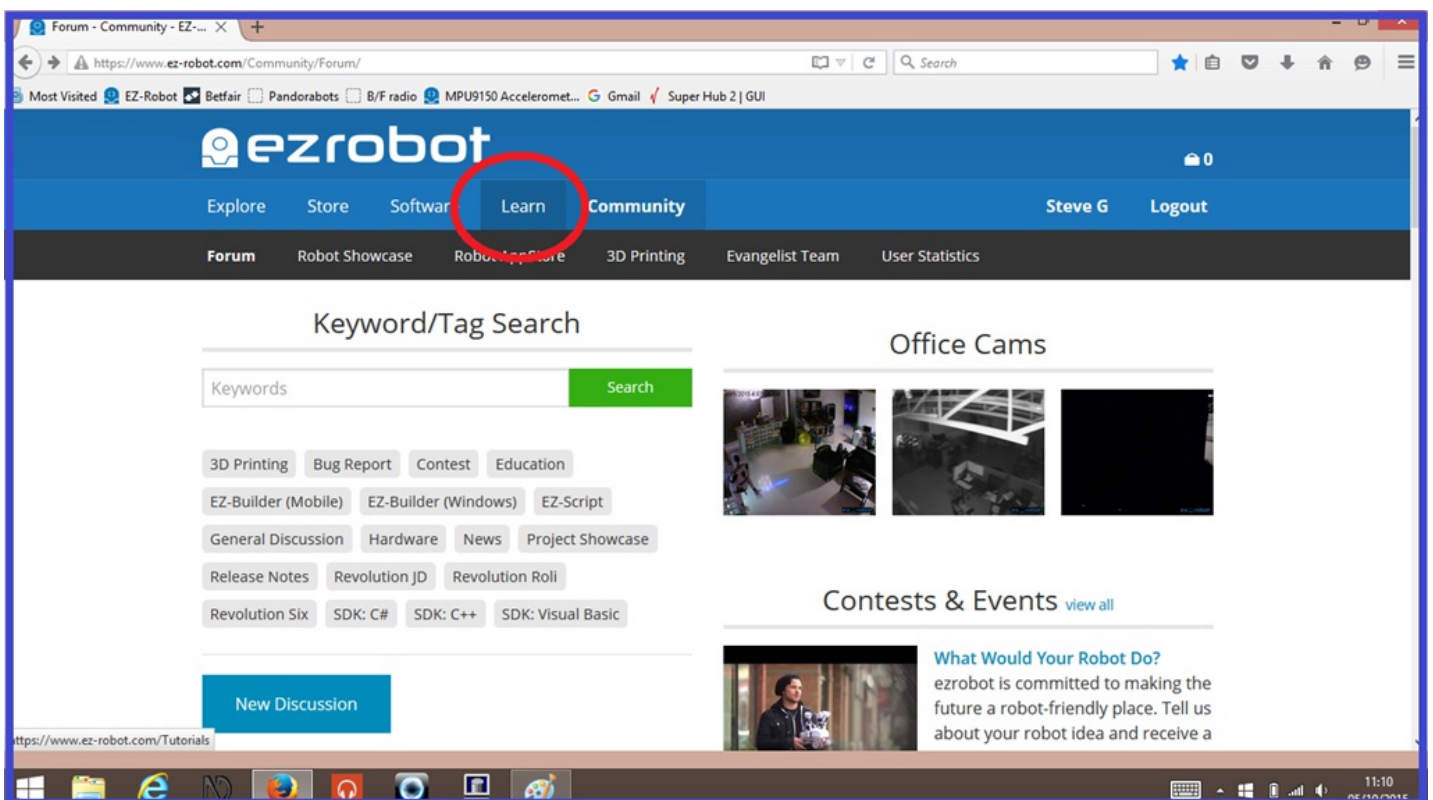 Forum - Community - EZ-...
https://www.ez-robot.com/Community/Forum/
Search
Most Visited EZ-Robot Betfair Pandorabots B/F radio MPU9150 Acceleromet... Gmail Super Hub 2 | GUI
ezrobot
0
Explore Store Softwar Learn Community Steve G Logout
Forum Robot Showcase Robot AppStore 3D Printing Evangelist Team User Statistics
Keyword/Tag Search
Keywords
Search
3D Printing Bug Report Contest Education
EZ-Builder (Mobile) EZ-Builder (Windows) EZ-Script
General Discussion Hardware News Project Showcase
Release Notes Revolution JD Revolution Roli
Revolution Six SDK: C# SDK: C++ SDK: Visual Basic
New Discussion
Office Cams
Contests & Events view all
What Would Your Robot Do?
ezrobot is committed to making the
future a robot-friendly place. Tell us
about your robot idea and receive a
https://www.ez-robot.com/Tutorials
11:10
05/10/2015